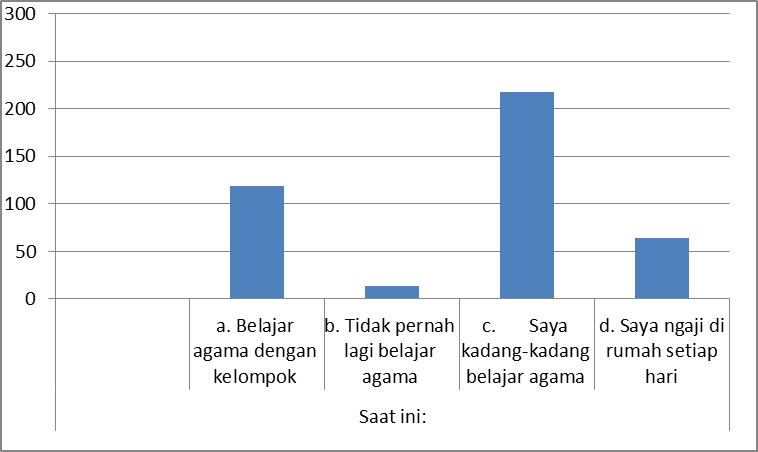 300
250
200
150
100
50
0
a. Belajar
agama dengan
kelompok
b. Tidak pernah
lagi belajar
agama
c. Saya
kadang-kadang
belajar agama
d. Saya ngaji di
rumah setiap
hari
Saat ini: